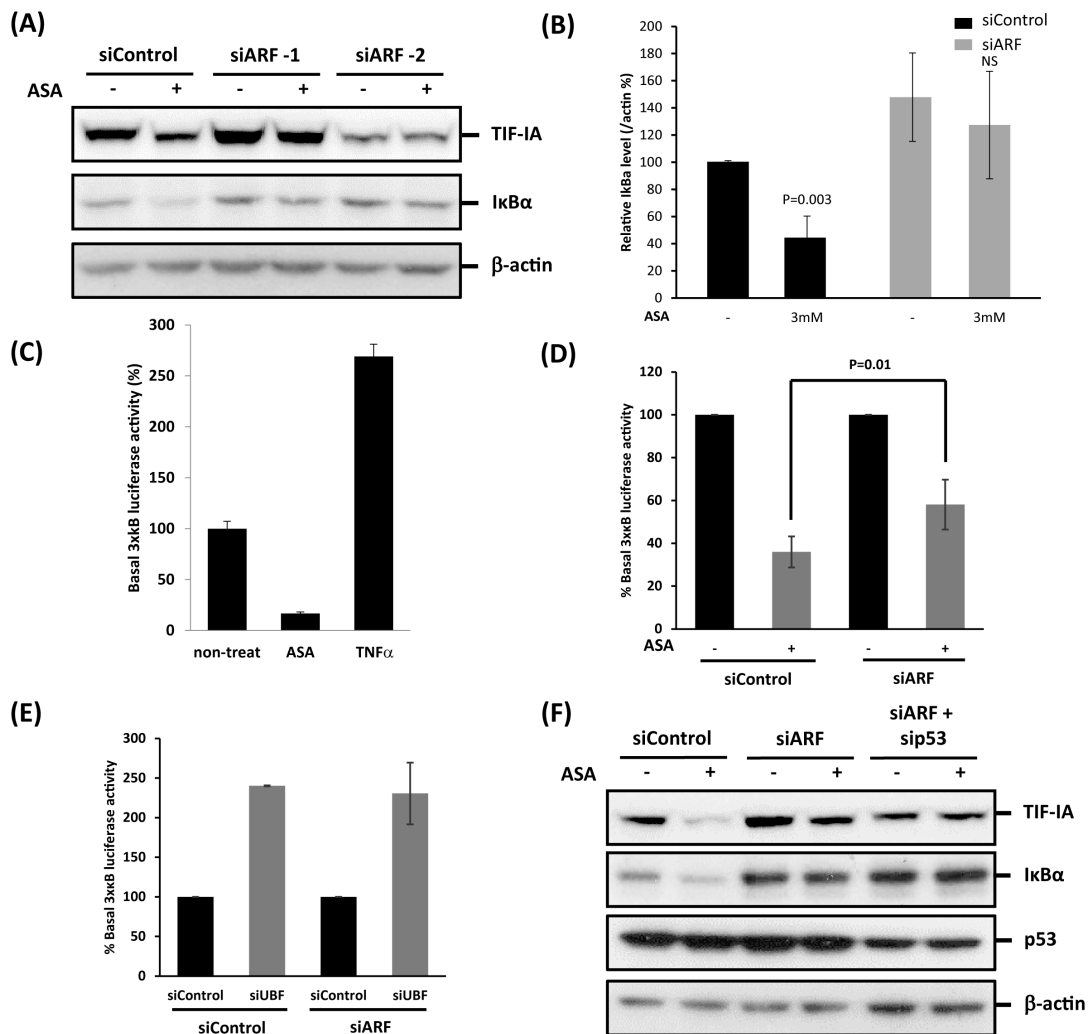 (A)
siControl siARF -1 siARF -2
ASA - + - + - +
TIF-IA
IκBα
β-actin
(B)
siControl
siARF
NS
P=0.003
Relative IkBa level (/actin %)
200
180
160
140
120
100
80
60
40
20
0
ASA - 3mM - 3mM
(C)
Basal 3xκB luciferase activity (%)
300
250
200
150
100
50
0
non-treat ASA TNFα
(D)
P=0.01
% Basal 3xκB luciferase activity
100
80
60
40
20
0
ASA - + - +
siControl siARF
(E)
% Basal 3xκB luciferase activity
300
250
200
150
100
50
0
siControl siUBF siControl siUBF
siControl siARF
(F)
siControl siARF siARF +
sip53
ASA - + - + - +
TIF-IA
IκBα
p53
β-actin